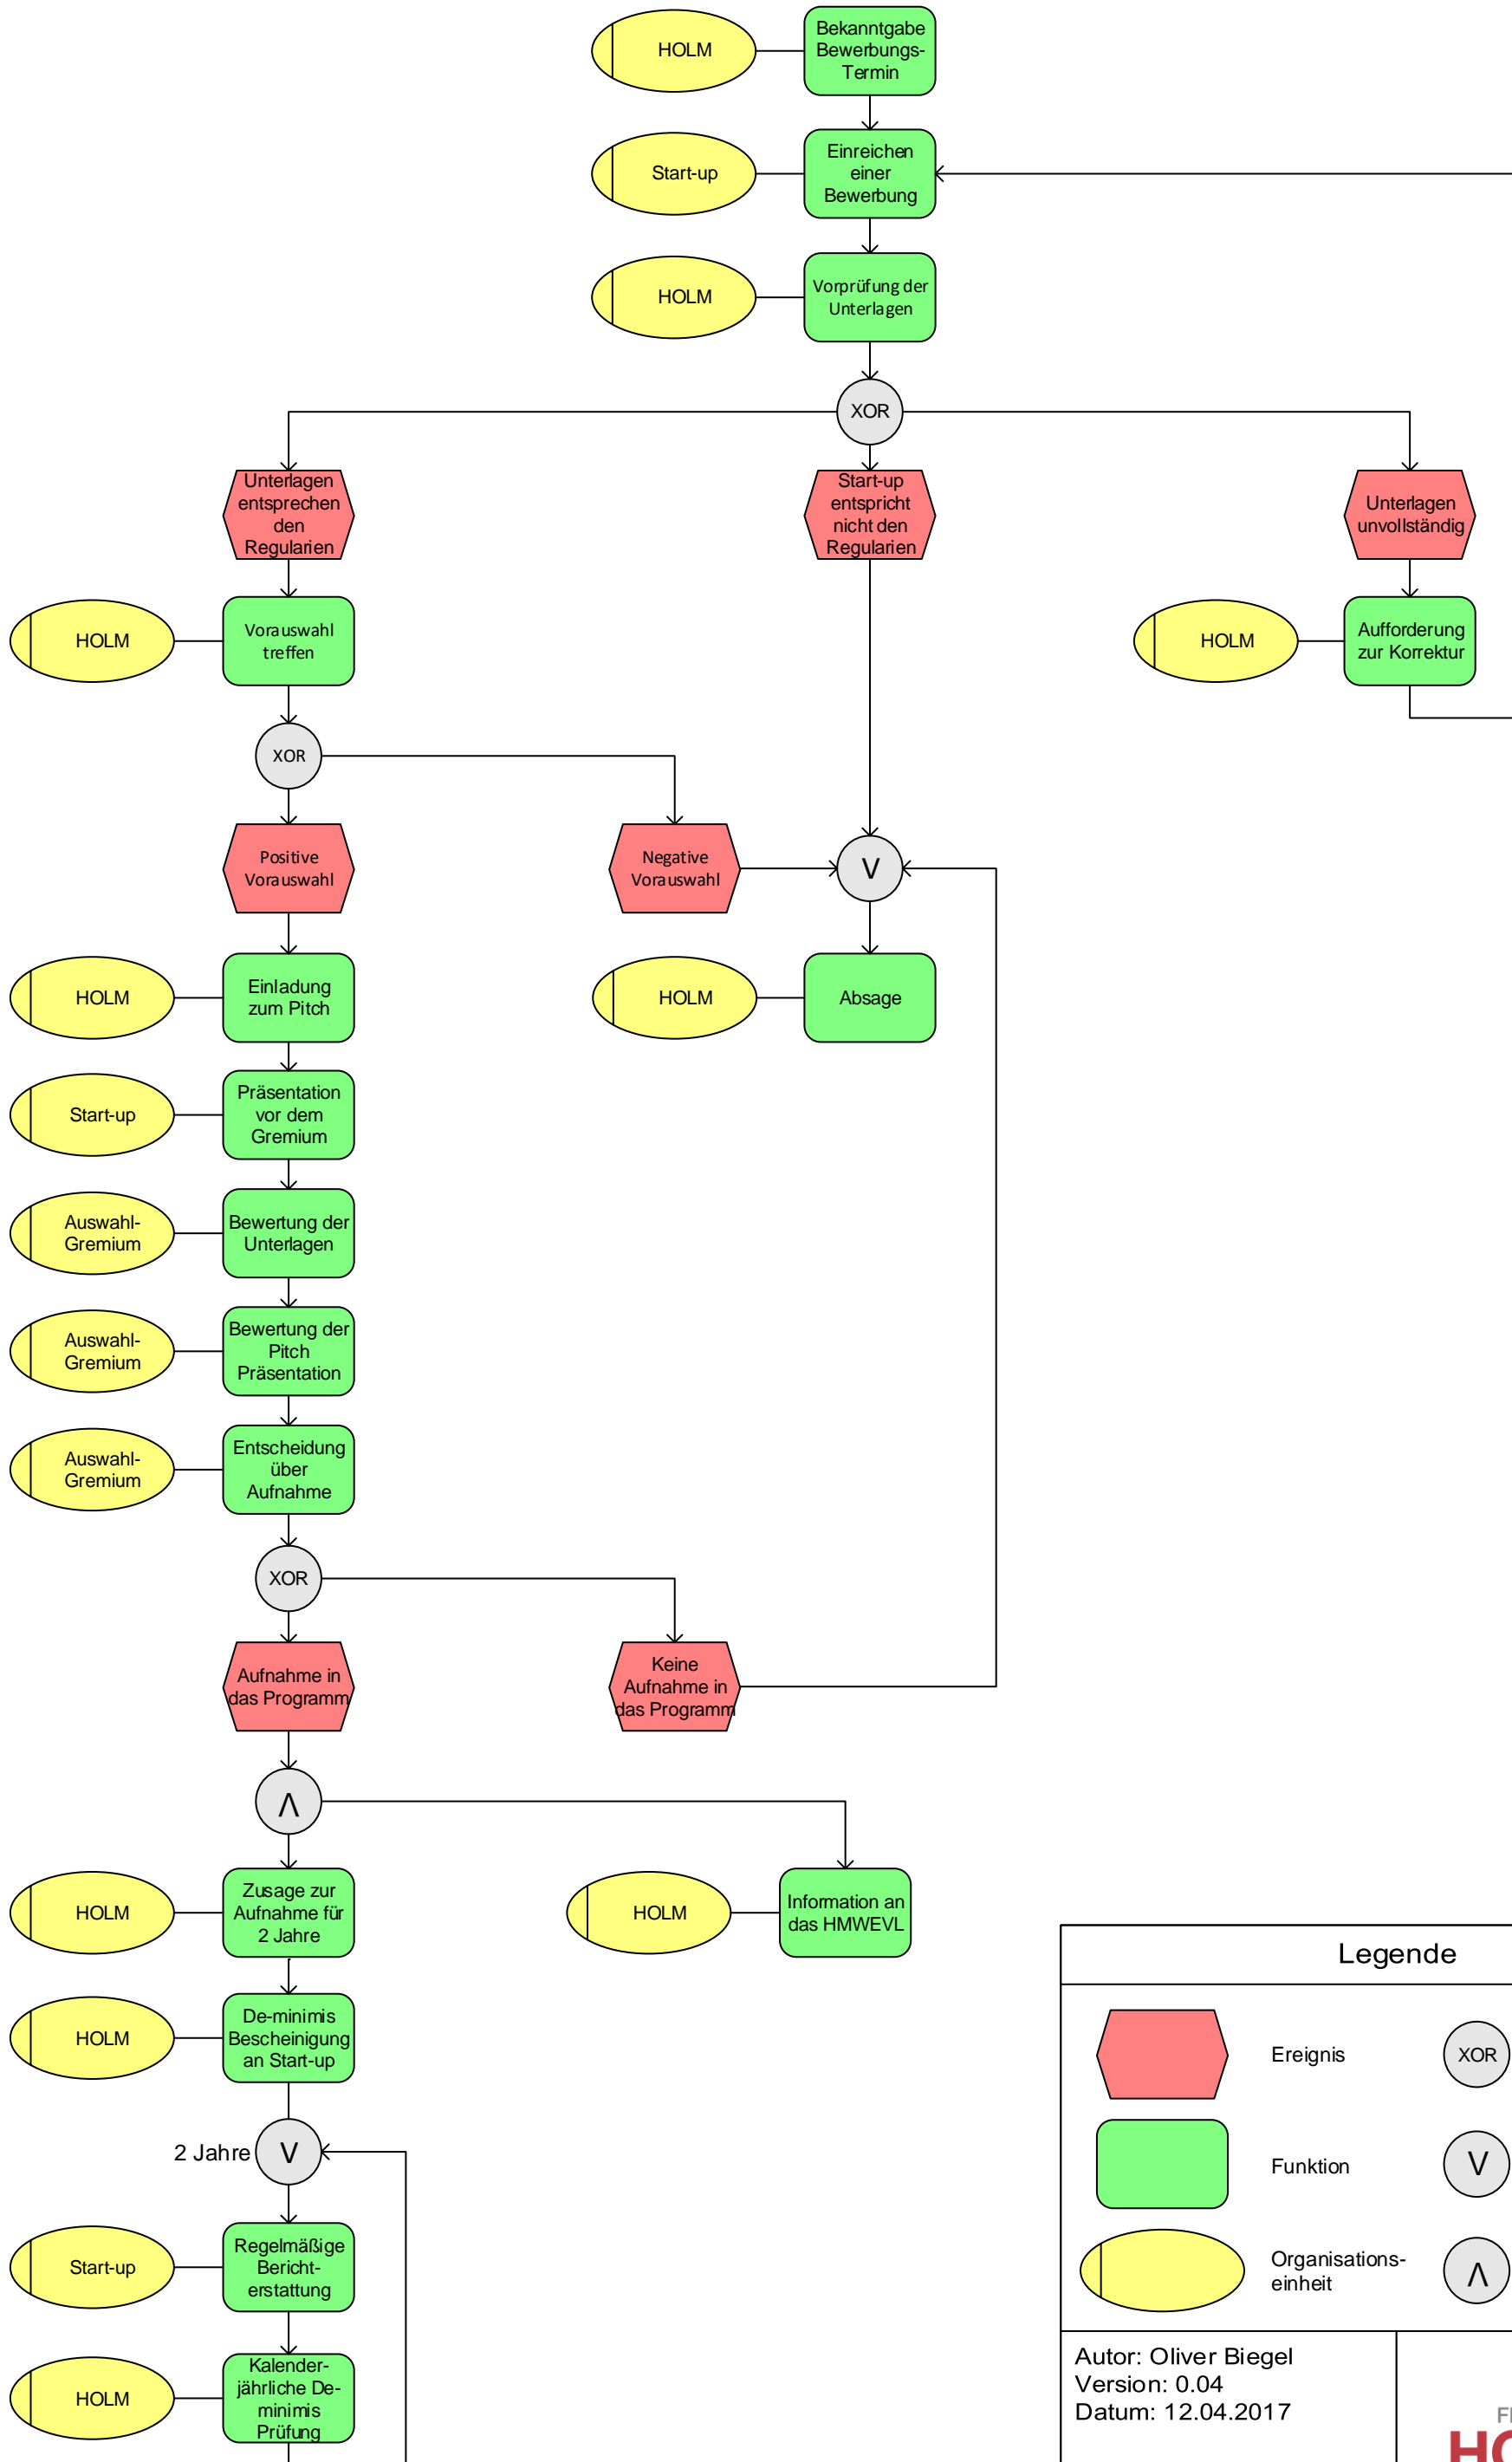 HOLM
Bekanntgabe
Bewerbungs-
Termin
Start-up
Einreichen
einer
Bewerbung
HOLM
Vorprüfung der
Unterlagen
XOR
Unterlagen
entsprechen
den
Regularien
Start-up
entspricht
nicht den
Regularien
Unterlagen
unvollständig
HOLM
Vorauswahl
treffen
HOLM
Aufforderung
zur Korrektur
XOR
Positive
Vorauswahl
Negative
Vorauswahl
V
HOLM
Einladung
zum Pitch
HOLM
Absage
Start-up
Präsentation
vor dem
Gremium
Auswahl-
Gremium
Bewertung der
Unterlagen
Auswahl-
Gremium
Bewertung der
Pitch
Präsentation
Auswahl-
Gremium
Entscheidung
über
Aufnahme
XOR
Aufnahme in
das Programm
Keine
Aufnahme in
das Programm
Λ
HOLM
Zusage zur
Aufnahme für
2 Jahre
HOLM
Information an
das HMWEVL
HOLM
De-minimis
Bescheinigung
an Start-up
2 Jahre
V
Start-up
Regelmäßige
Bericht-
erstattung
HOLM
Kalender-
jährliche De-
minimis
Prüfung
Legende
Ereignis
XOR
Funktion
V
Organisations-
einheit
Λ
Autor: Oliver Biegel
Version: 0.04
Datum: 12.04.2017